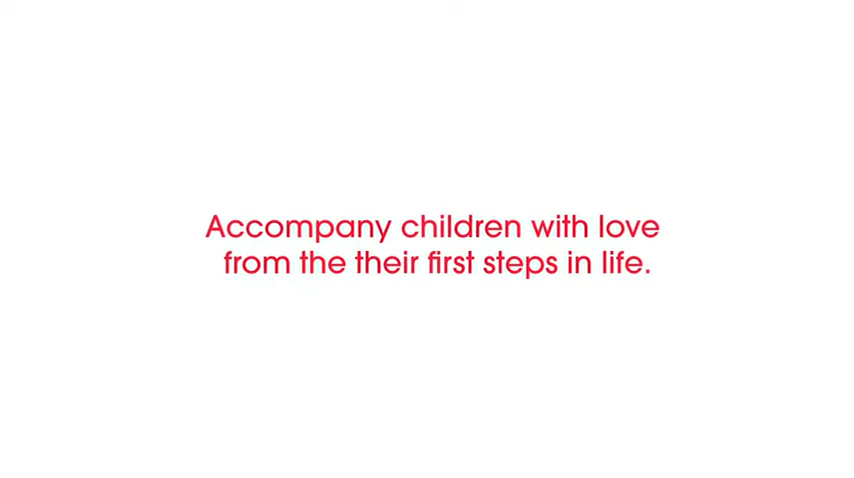 Accompany children with love
from the their first steps in life.